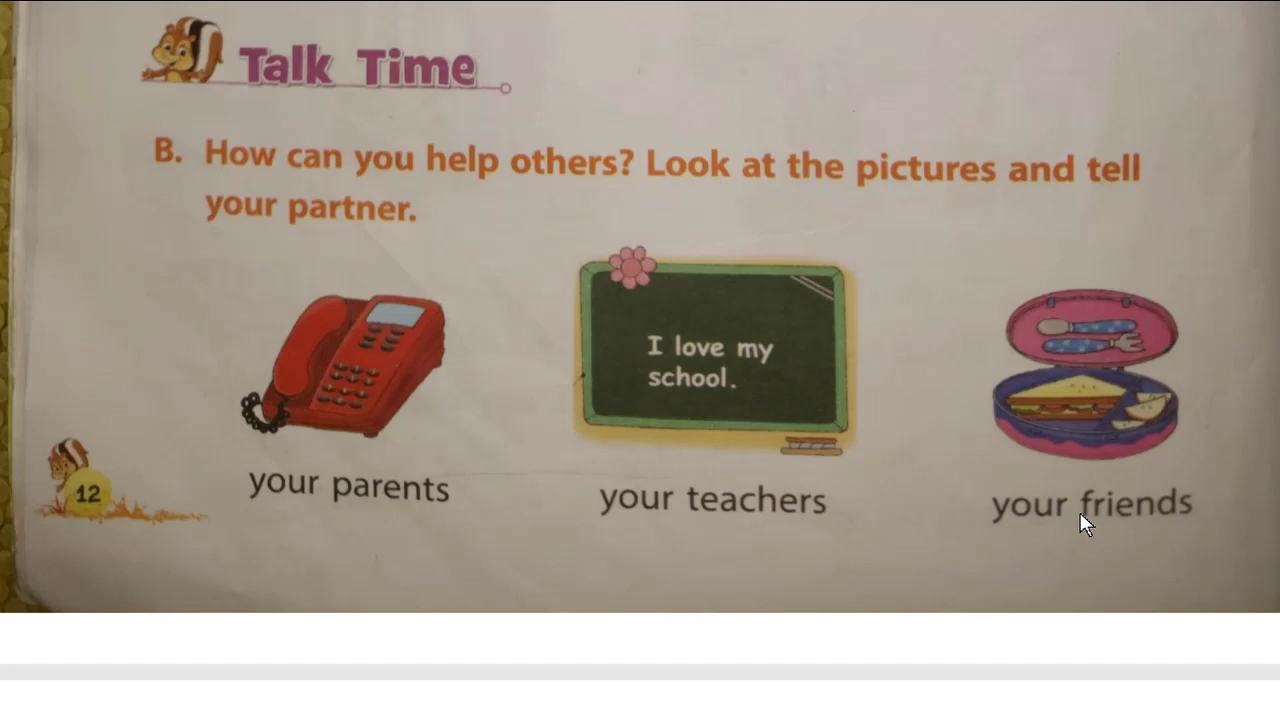 Talk Time
B. How can you help others? Look at the pictures and tell
your partner.
I love my
school.
your parents
your teachers
your friends
12